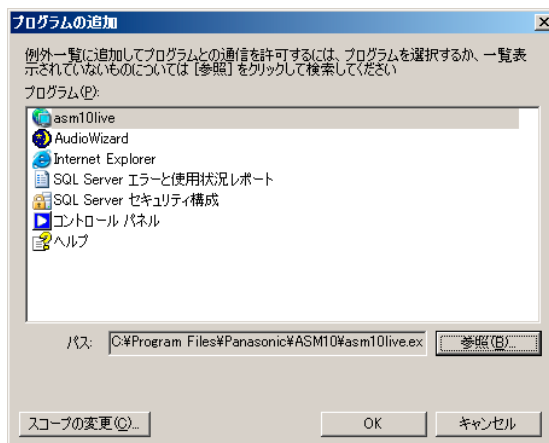 プログラムの追加
例外一覧に追加してプログラムとの通信を許可するには、プログラムを選択するか、一覧表
示されていないものについては [参照] をクリックして検索してください
プログラム(P):
asm10live
AudioWizard
Internet Explorer
SQL Server エラーと使用状況レポート
SQL Server セキュリティ構成
コントロール パネル
ヘルプ
パス: C:¥Program Files¥Panasonic¥ASM10¥asm10live.ex 参照(B)...
スコープの変更(C)... OK キャンセル